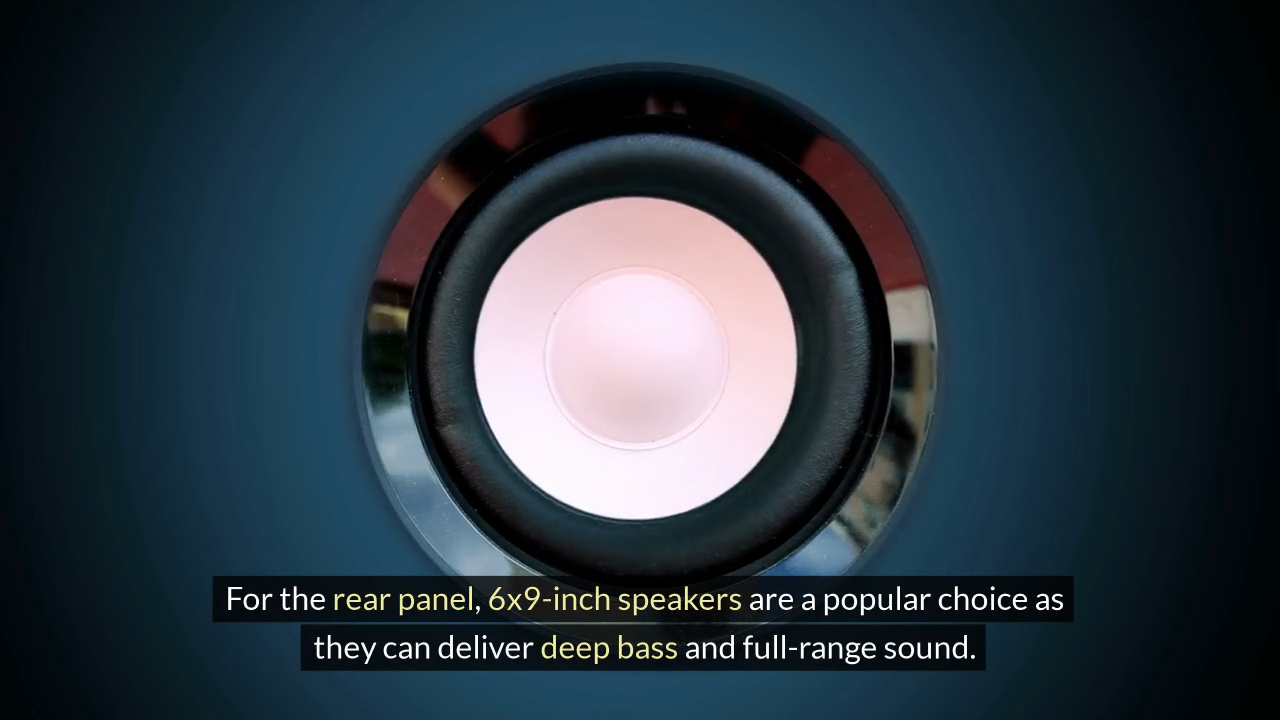 For the rear panel, 6x9-inch speakers are a popular choice as
they can deliver deep bass and full-range sound.